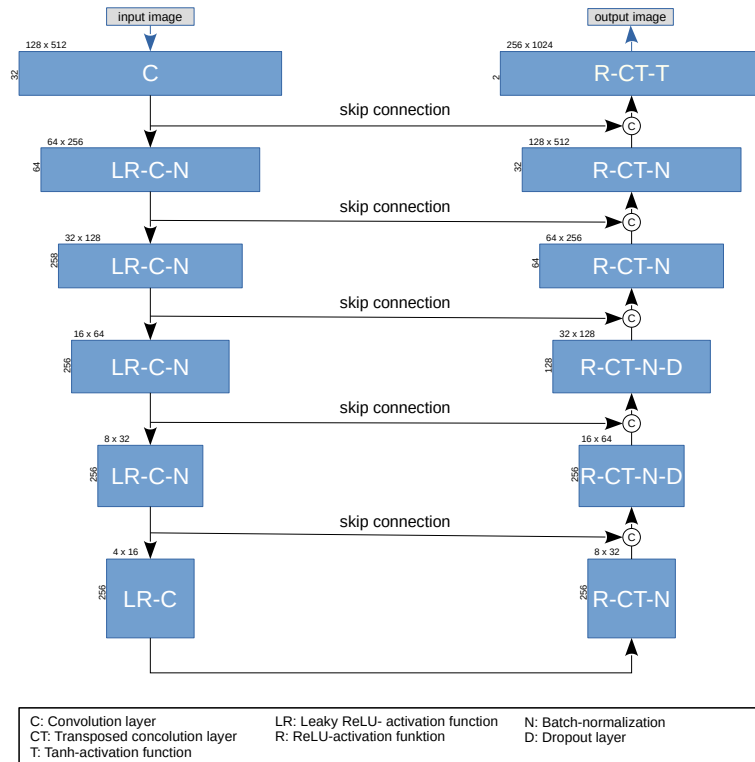 input image
output image
128 x 512
256 x 1024
32
C
2
R-CT-T
skip connection
C
64 x 256
128 x 512
64
LR-C-N
32
R-CT-N
skip connection
C
32 x 128
64 x 256
258
LR-C-N
64
R-CT-N
skip connection
C
16 x 64
32 x 128
256
LR-C-N
128
R-CT-N-D
skip connection
C
8 x 32
16 x 64
256
LR-C-N
256
R-CT-N-D
skip connection
C
4 x 16
8 x 32
256
LR-C
256
R-CT-N
C: Convolution layer
CT: Transposed concolution layer
T: Tanh-activation function
LR: Leaky ReLU- activation function
R: ReLU-activation funktion
N: Batch-normalization
D: Dropout layer